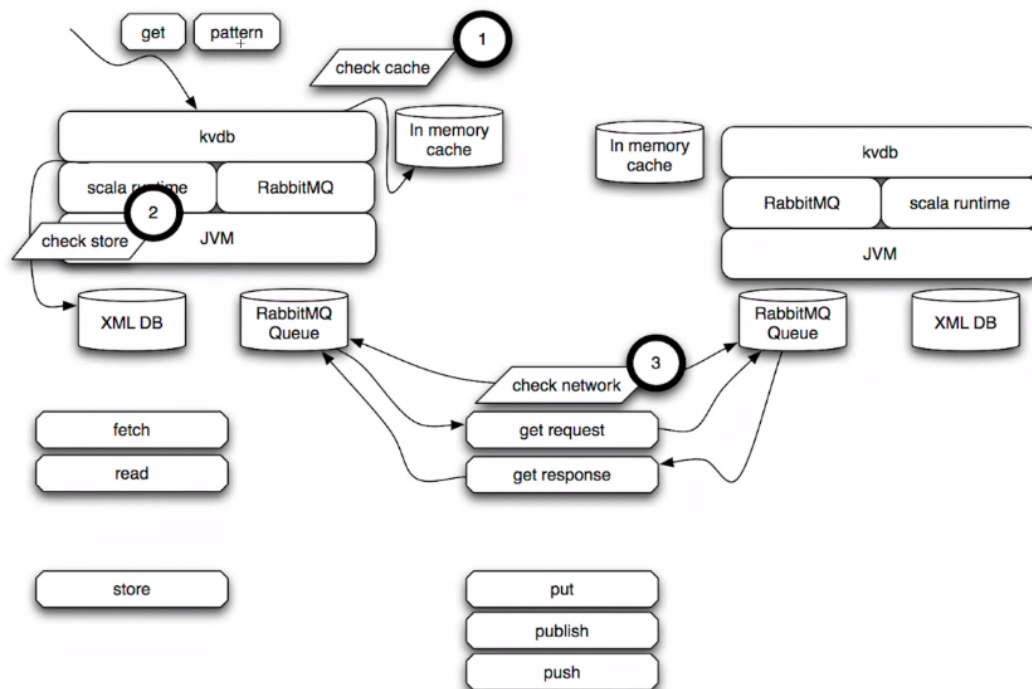 get
pattern
1
check cache
In memory
cache
kvdb
scala runtime
RabbitMQ
2
check store
JVM
XML DB
RabbitMQ
Queue
In memory
cache
kvdb
RabbitMQ
scala runtime
JVM
RabbitMQ
Queue
XML DB
3
check network
get request
get response
fetch
read
store
put
publish
push